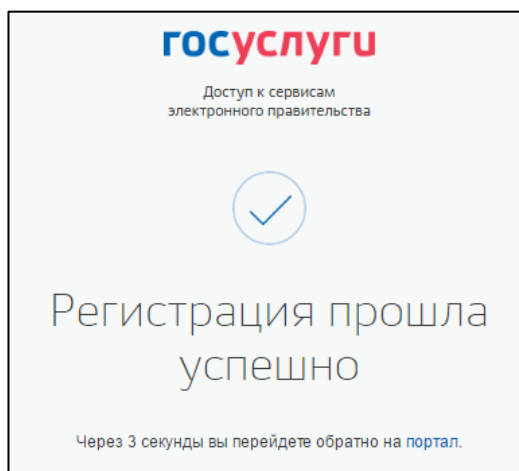 госуслуги
Доступ к сервисам
электронного правительства
Регистрация прошла
успешно
Через 3 секунды вы перейдете обратно на портал.